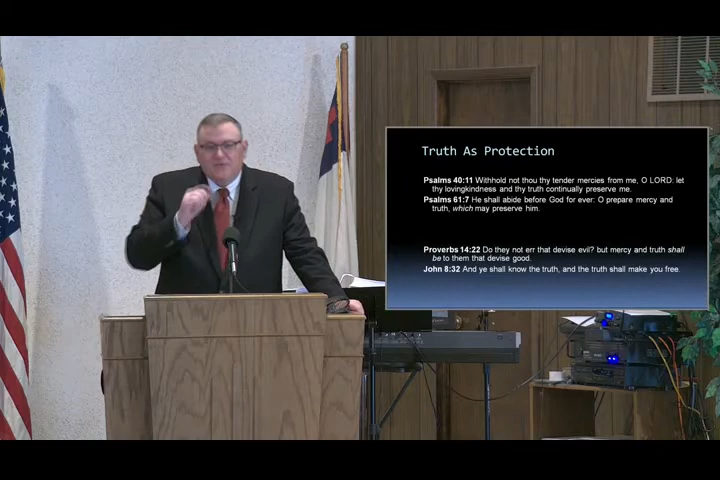 Truth As Protection
Psalms 40:11 Withhold not thou thy tender mercies from me, O LORD: let
thy lovingkindness and thy truth continually preserve me.
Psalms 61:7 He shall abide before God for ever: O prepare mercy and
truth, which may preserve him.
Proverbs 14:22 Do they not err that devise evil? but mercy and truth shall
be to them that devise good.
John 8:32 And ye shall know the truth, and the truth shall make you free.